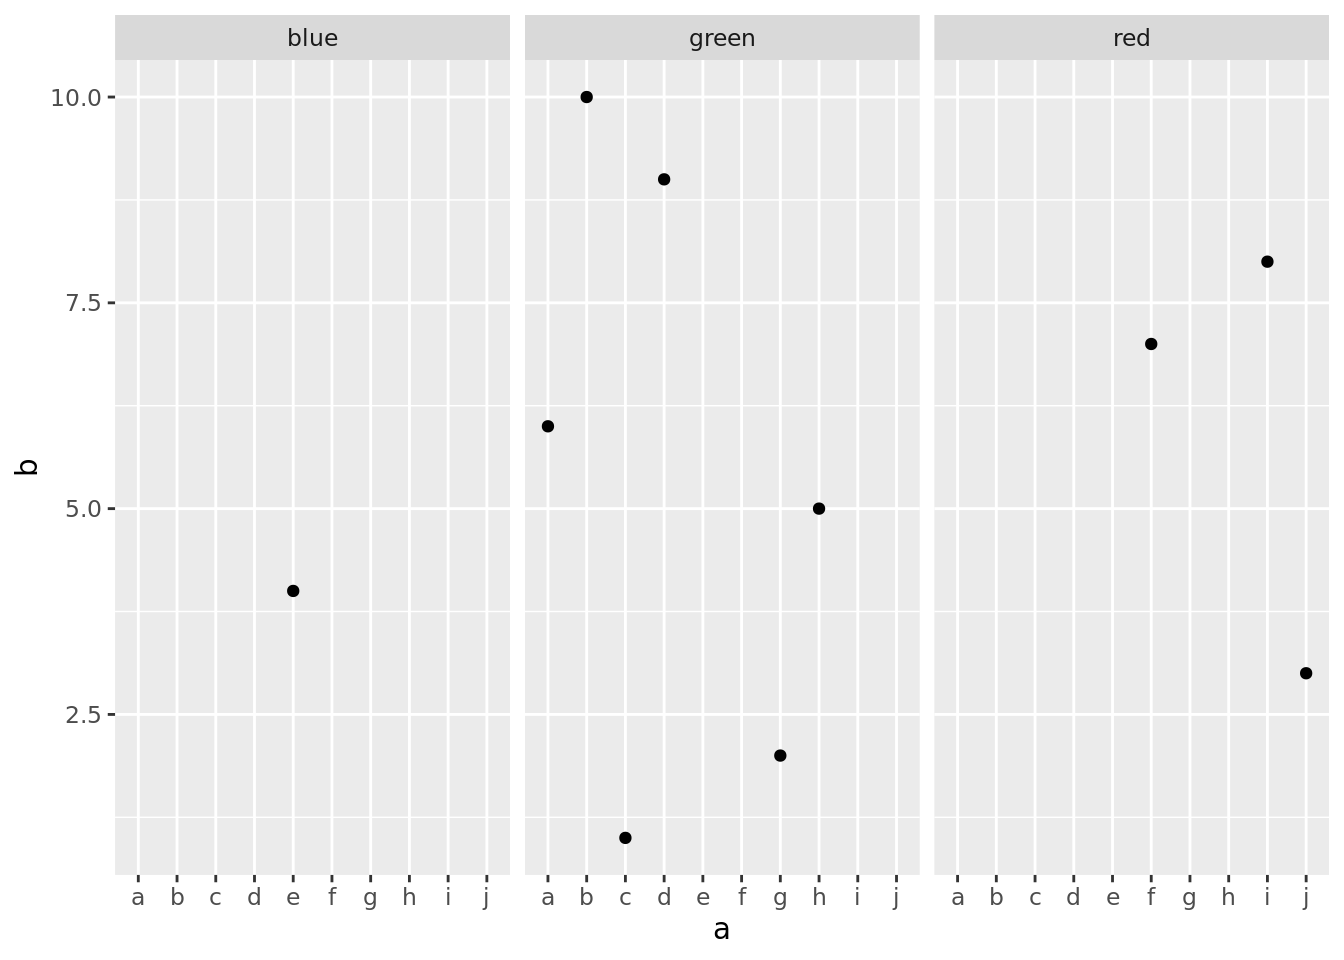 blue green red
10.0
7.5
b
5.0
2.5
a b c d e f g h i j a b c d e f g h i j a b c d e f g h i j
a